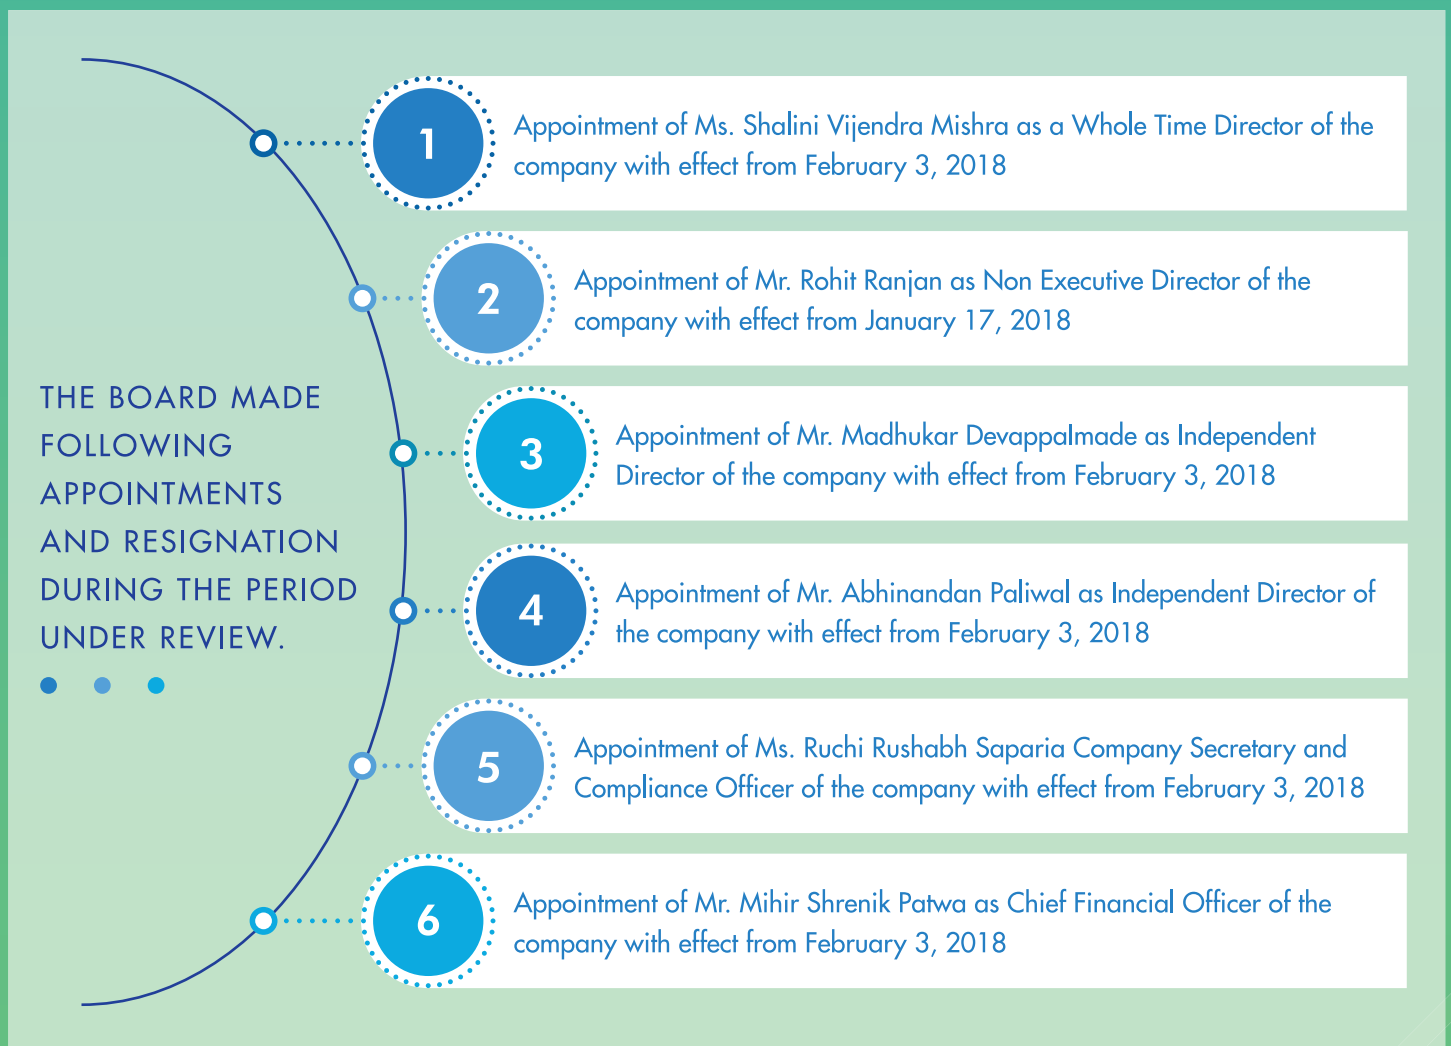 THE BOARD MADE
FOLLOWING
APPOINTMENTS
AND RESIGNATION
DURING THE PERIOD
UNDER REVIEW.
1
Appointment of Ms. Shalini Vijendra Mishra as a Whole Time Director of the
company with effect from February 3, 2018
2
Appointment of Mr. Rohit Ranjan as Non Executive Director of the
company with effect from January 17, 2018
3
Appointment of Mr. Madhukar Devappalmade as Independent
Director of the company with effect from February 3, 2018
4
Appointment of Mr. Abhinandan Paliwal as Independent Director of
the company with effect from February 3, 2018
5
Appointment of Ms. Ruchi Rushabh Saparia Company Secretary and
Compliance Officer of the company with effect from February 3, 2018
6
Appointment of Mr. Mihir Shrenik Patwa as Chief Financial Officer of the
company with effect from February 3, 2018